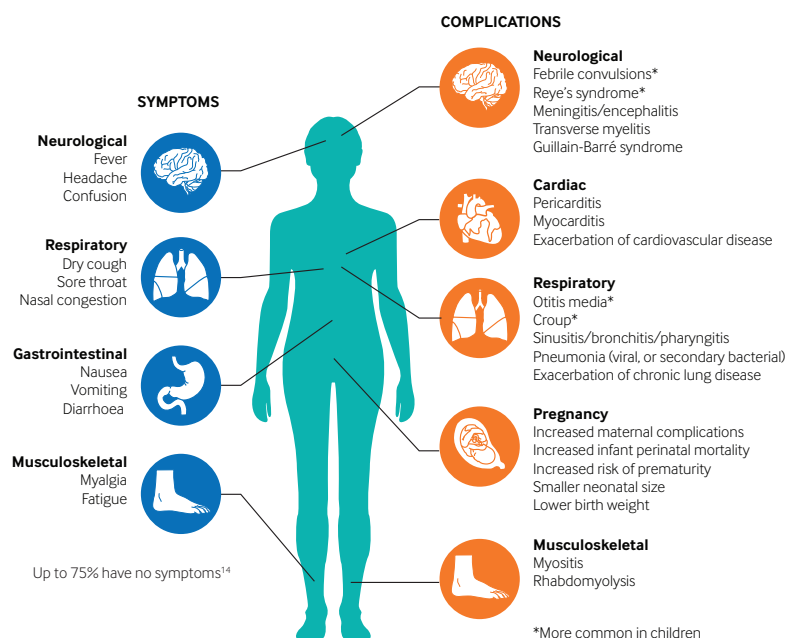 SYMPTOMS
Neurological
Fever
Headache
Confusion
Respiratory
Dry cough
Sore throat
Nasal congestion
Gastrointestinal
Nausea
Vomiting
Diarrhoea
Musculoskeletal
Myalgia
Fatigue
Up to 75% have no symptoms¹⁴
COMPLICATIONS
Neurological
Febrile convulsions*
Reye's syndrome*
Meningitis/encephalitis
Transverse myelitis
Guillain-Barré syndrome
Cardiac
Pericarditis
Myocarditis
Exacerbation of cardiovascular disease
Respiratory
Otitis media*
Croup*
Sinusitis/bronchitis/pharyngitis
Pneumonia (viral, or secondary bacterial)
Exacerbation of chronic lung disease
Pregnancy
Increased maternal complications
Increased infant perinatal mortality
Increased risk of prematurity
Smaller neonatal size
Lower birth weight
Musculoskeletal
Myositis
Rhabdomyolysis
*More common in children